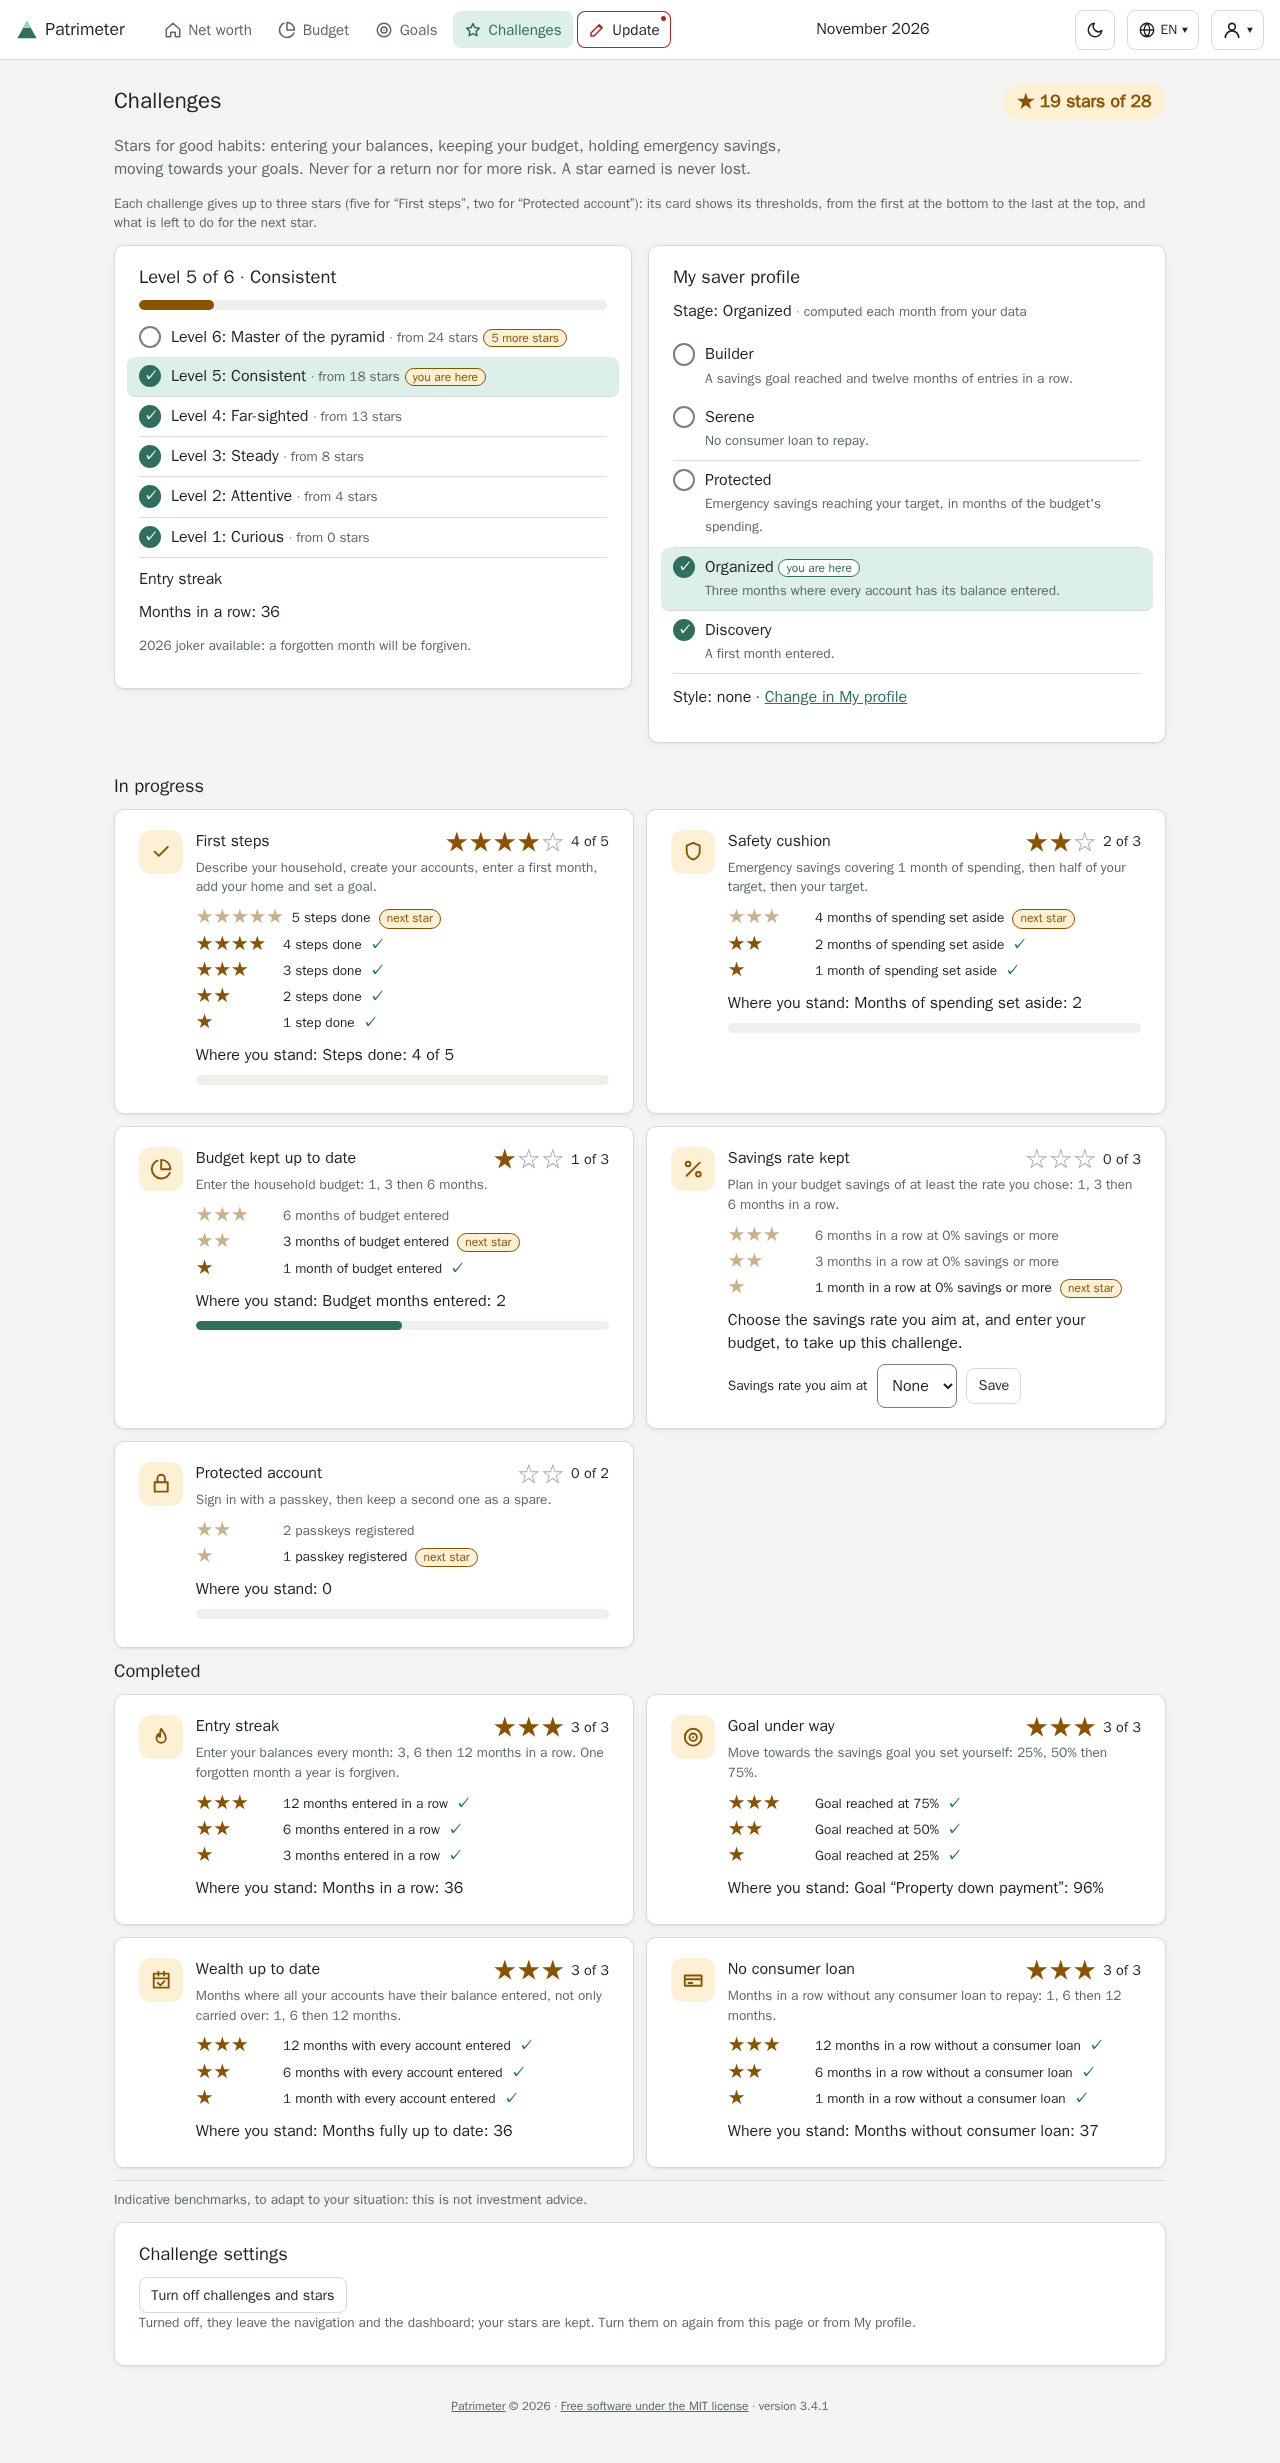 Patrimeter
Net worth
Budget
Goals
Challenges
Update
November 2026
EN ▾
▾
Challenges
★ 19 stars of 28
Stars for good habits: entering your balances, keeping your budget, holding emergency savings,
moving towards your goals. Never for a return nor for more risk. A star earned is never lost.
Each challenge gives up to three stars (five for “First steps”, two for “Protected account”): its card shows its thresholds, from the first at the bottom to the last at the top, and
what is left to do for the next star.
Level 5 of 6 · Consistent
Level 6: Master of the pyramid · from 24 stars 5 more stars
✓ Level 5: Consistent · from 18 stars you are here
✓ Level 4: Far-sighted · from 13 stars
✓ Level 3: Steady · from 8 stars
✓ Level 2: Attentive · from 4 stars
✓ Level 1: Curious · from 0 stars
Entry streak
Months in a row: 36
2026 joker available: a forgotten month will be forgiven.
My saver profile
Stage: Organized · computed each month from your data
Builder
A savings goal reached and twelve months of entries in a row.
Serene
No consumer loan to repay.
Protected
Emergency savings reaching your target, in months of the budget's
spending.
✓ Organized you are here
Three months where every account has its balance entered.
✓ Discovery
A first month entered.
Style: none · Change in My profile
In progress
First steps ★★★★☆ 4 of 5
Describe your household, create your accounts, enter a first month,
add your home and set a goal.
★★★★★ 5 steps done next star
★★★★ 4 steps done ✓
★★★ 3 steps done ✓
★★ 2 steps done ✓
★ 1 step done ✓
Where you stand: Steps done: 4 of 5
Safety cushion ★★☆ 2 of 3
Emergency savings covering 1 month of spending, then half of your
target, then your target.
★★★ 4 months of spending set aside next star
★★ 2 months of spending set aside ✓
★ 1 month of spending set aside ✓
Where you stand: Months of spending set aside: 2
Budget kept up to date ★☆☆ 1 of 3
Enter the household budget: 1, 3 then 6 months.
★★★ 6 months of budget entered
★★ 3 months of budget entered next star
★ 1 month of budget entered ✓
Where you stand: Budget months entered: 2
Savings rate kept ☆☆☆ 0 of 3
Plan in your budget savings of at least the rate you chose: 1, 3 then
6 months in a row.
★★★ 6 months in a row at 0% savings or more
★★ 3 months in a row at 0% savings or more
★ 1 month in a row at 0% savings or more next star
Choose the savings rate you aim at, and enter your
budget, to take up this challenge.
Savings rate you aim at None Save
Protected account ☆☆ 0 of 2
Sign in with a passkey, then keep a second one as a spare.
★★ 2 passkeys registered
★ 1 passkey registered next star
Where you stand: 0
Completed
Entry streak ★★★ 3 of 3
Enter your balances every month: 3, 6 then 12 months in a row. One
forgotten month a year is forgiven.
★★★ 12 months entered in a row ✓
★★ 6 months entered in a row ✓
★ 3 months entered in a row ✓
Where you stand: Months in a row: 36
Goal under way ★★★ 3 of 3
Move towards the savings goal you set yourself: 25%, 50% then
75%.
★★★ Goal reached at 75% ✓
★★ Goal reached at 50% ✓
★ Goal reached at 25% ✓
Where you stand: Goal “Property down payment”: 96%
Wealth up to date ★★★ 3 of 3
Months where all your accounts have their balance entered, not only
carried over: 1, 6 then 12 months.
★★★ 12 months with every account entered ✓
★★ 6 months with every account entered ✓
★ 1 month with every account entered ✓
Where you stand: Months fully up to date: 36
No consumer loan ★★★ 3 of 3
Months in a row without any consumer loan to repay: 1, 6 then 12
months.
★★★ 12 months in a row without a consumer loan ✓
★★ 6 months in a row without a consumer loan ✓
★ 1 month in a row without a consumer loan ✓
Where you stand: Months without consumer loan: 37
Indicative benchmarks, to adapt to your situation: this is not investment advice.
Challenge settings
Turn off challenges and stars
Turned off, they leave the navigation and the dashboard; your stars are kept. Turn them on again from this page or from My profile.
Patrimeter © 2026 · Free software under the MIT license · version 3.4.1